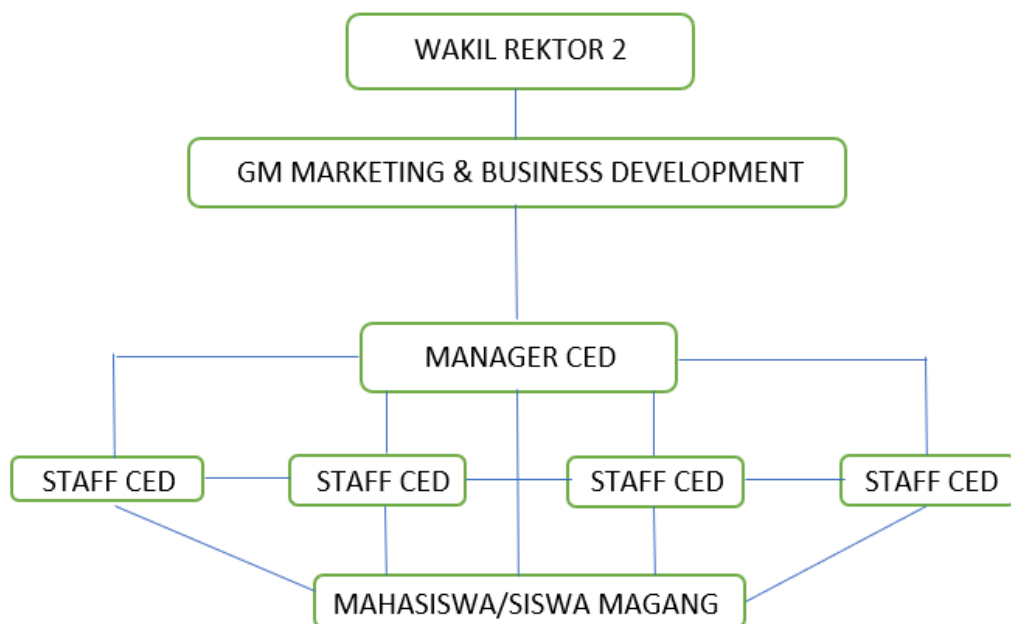 WAKIL REKTOR 2
GM MARKETING & BUSINESS DEVELOPMENT
MANAGER CED
STAFF CED
STAFF CED
STAFF CED
STAFF CED
MAHASISWA/SISWA MAGANG